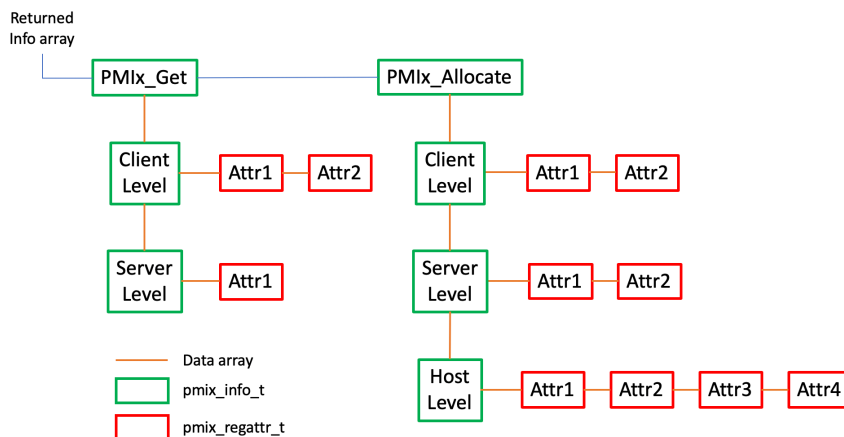 Returned
Info array
PMIx_Get
PMIx_Allocate
Client
Level
Attr1
Attr2
Client
Level
Attr1
Attr2
Server
Level
Attr1
Server
Level
Attr1
Attr2
Host
Level
Attr1
Attr2
Attr3
Attr4
Data array
pmix_info_t
pmix_regattr_t